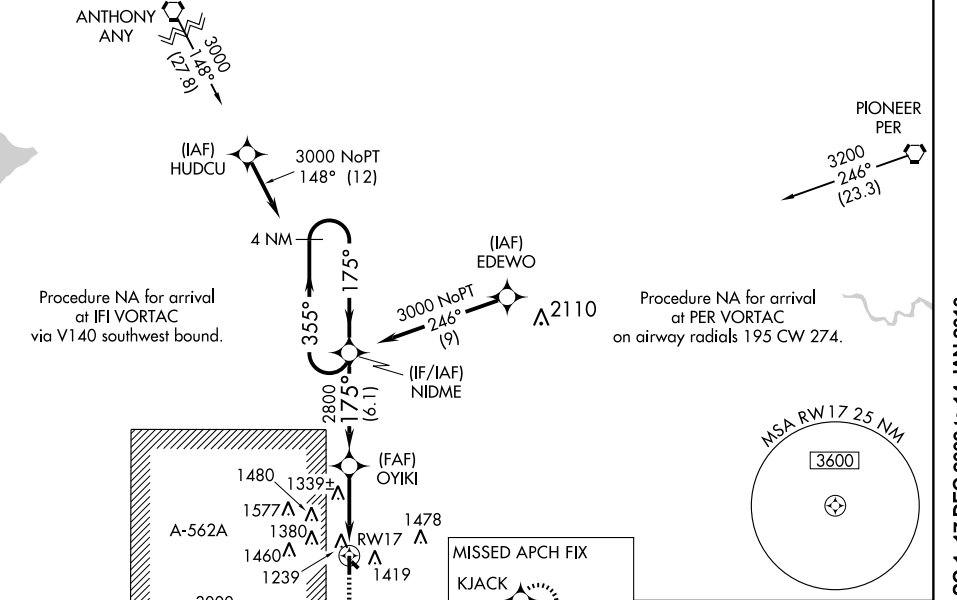 ANTHONY
ANY
3000
148°
(27.8)
(IAF)
HUDCU
3000 NoPT
148° (12)
PIONEER
PER
3200
246°
(23.3)
4 NM
175°
355°
(IAF)
EDEWO
3000 NoPT
246°
(9)
2110
Procedure NA for arrival
at IFI VORTAC
via V140 southwest bound.
Procedure NA for arrival
at PER VORTAC
on airway radials 195 CW 274.
(IF/IAF)
NIDME
2800
175°
(6.1)
(FAF)
OYIKI
MSA RW17 25 NM
3600
A-562A
1480
1339±
1577
1380
1460
1239
RW17
1478
1419
MISSED APCH FIX
KJACK